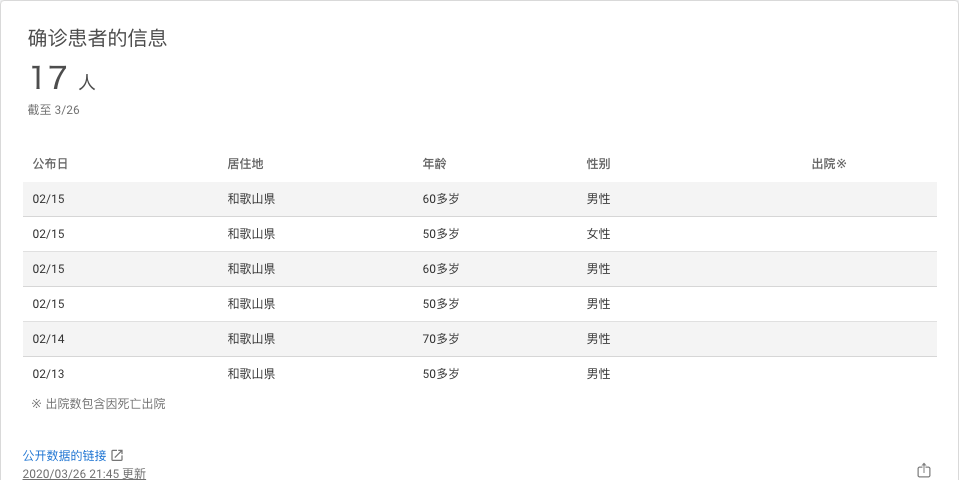 确诊患者的信息
17 人
截至 3/26
公布日 居住地 年龄 性别 出院※
02/15 和歌山県 60多岁 男性
02/15 和歌山県 50多岁 女性
02/15 和歌山県 60多岁 男性
02/15 和歌山県 50多岁 男性
02/14 和歌山県 70多岁 男性
02/13 和歌山県 50多岁 男性
※ 出院数包含因死亡出院
公开数据的链接
2020/03/26 21:45 更新